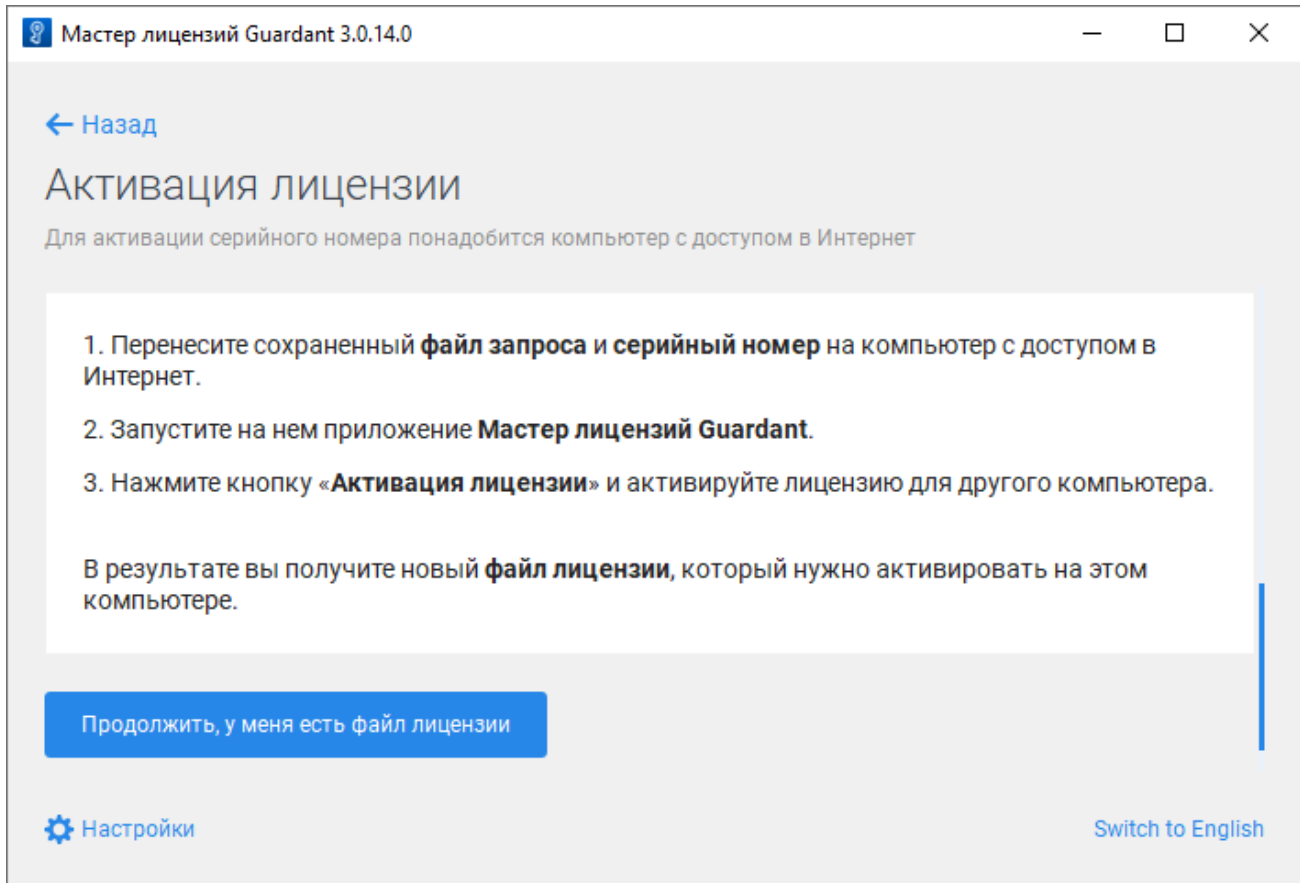 Мастер лицензий Guardant 3.0.14.0
Назад
Активация лицензии
Для активации серийного номера понадобится компьютер с доступом в Интернет
1. Перенесите сохраненный файл запроса и серийный номер на компьютер с доступом в
Интернет.
2. Запустите на нем приложение Мастер лицензий Guardant.
3. Нажмите кнопку «Активация лицензии» и активируйте лицензию для другого компьютера.
В результате вы получите новый файл лицензии, который нужно активировать на этом
компьютере.
Продолжить, у меня есть файл лицензии
Настройки
Switch to English